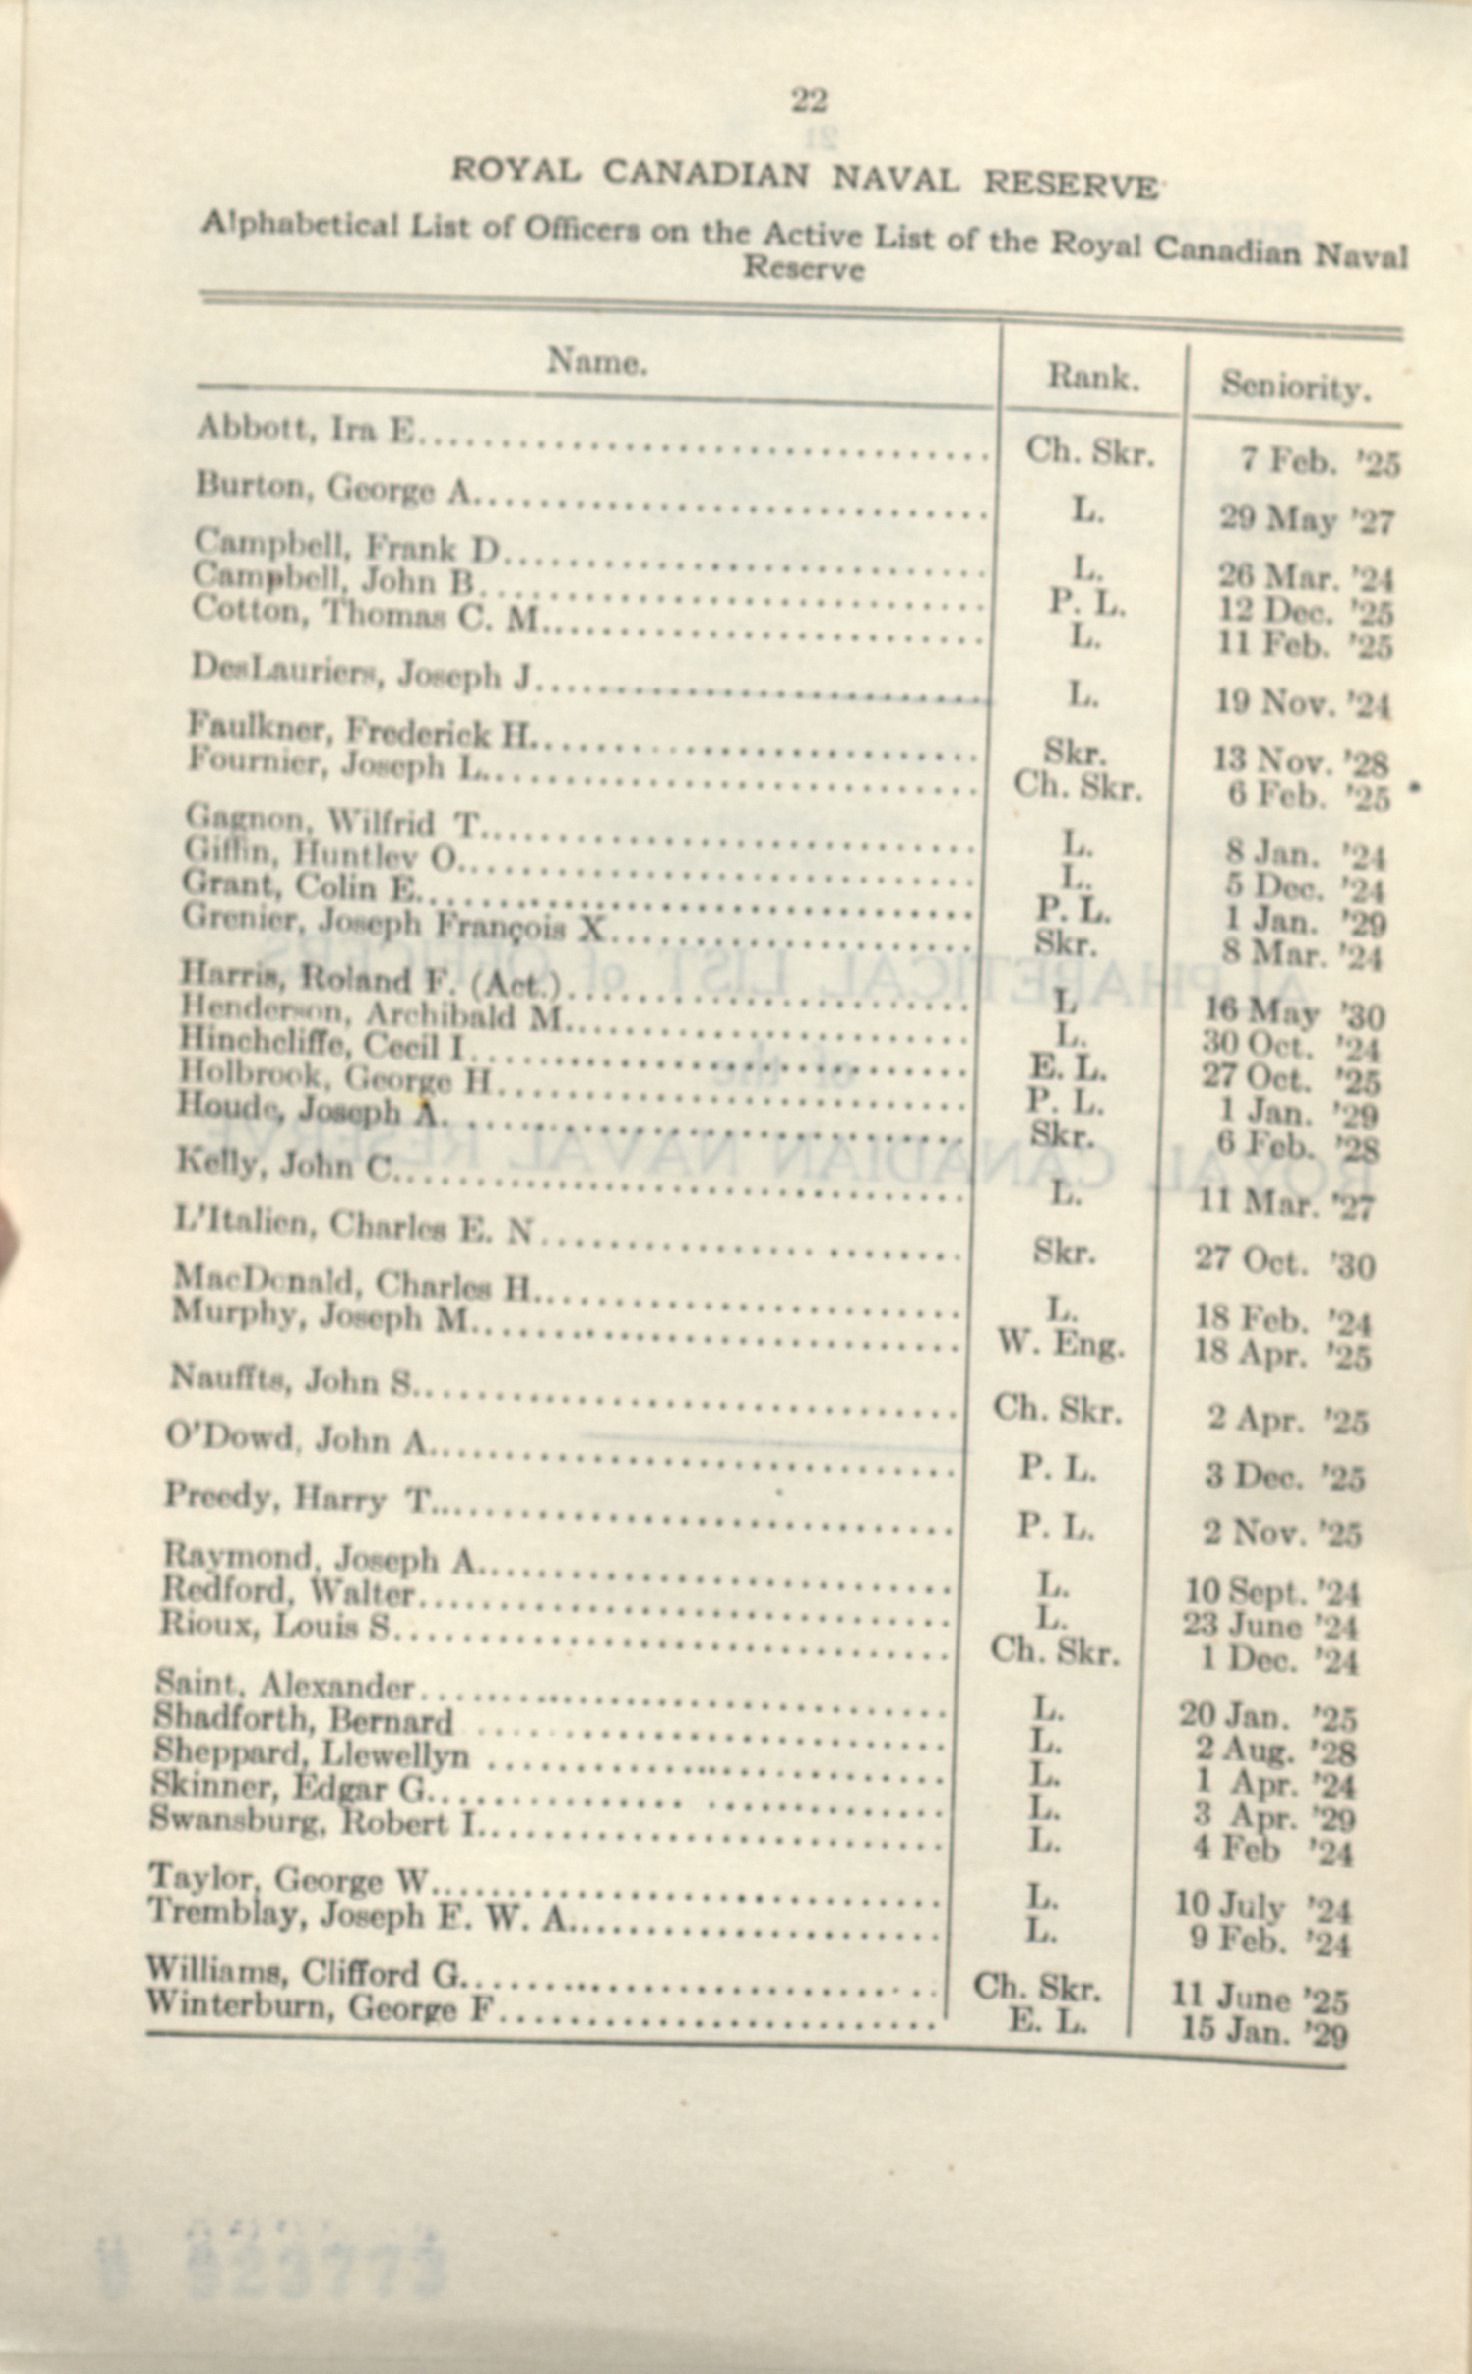 22
ROYAL CANADIAN NAVAL RESERVE
Alphabetical List of Officers on the Active List of the Royal Canadian Naval
Reserve
Name. Rank. Seniority.
Abbott, Ira E. Ch. Skr. 7 Feb. '25
Burton, George A. L. 29 May '27
Campbell, Frank D. L. 26 Mar. '24
Campbell, John B. P. L. 12 Dec. '25
Cotton, Thomas C. M. L. 11 Feb. '25
DesLauriers, Joseph J. L. 19 Nov. '24
Faulkner, Frederick H. Skr. 13 Nov. '28
Fournier, Joseph L. Ch. Skr. 6 Feb. '25
Gagnon, Wilfrid T. L. 8 Jan. '24
Giffin, Huntley O. L. 5 Dec. '24
Grant, Colin E. P. L. 1 Jan. '29
Grenier, Joseph François X. Skr. 8 Mar. '24
Harris, Roland F. (Act.) L 16 May '30
Henderson, Archibald M. L. 30 Oct. '24
Hinchcliffe, Cecil I. E. L. 27 Oct. '25
Holbrook, George H. P. L. 1 Jan. '29
Houde, Joseph A. Skr. 6 Feb. '28
Kelly, John C. L. 11 Mar. '27
L'Italien, Charles E. N. Skr. 27 Oct. '30
MacDonald, Charles H. L. 18 Feb. '24
Murphy, Joseph M. W. Eng. 18 Apr. '25
Nauffts, John S. Ch. Skr. 2 Apr. '25
O'Dowd, John A. P. L. 3 Dec. '25
Preedy, Harry T. P. L. 2 Nov. '25
Raymond, Joseph A. L. 10 Sept. '24
Redford, Walter L. 23 June '24
Rioux, Louis S. Ch. Skr. 1 Dec. '24
Saint, Alexander L. 20 Jan. '25
Shadforth, Bernard L. 2 Aug. '28
Sheppard, Llewellyn L. 1 Apr. '24
Skinner, Edgar G. L. 3 Apr. '29
Swansburg, Robert I. L. 4 Feb '24
Taylor, George W. L. 10 July '24
Tremblay, Joseph E. W. A. L. 9 Feb. '24
Williams, Clifford G. Ch. Skr. 11 June '25
Winterburn, George F. E. L. 15 Jan. '29